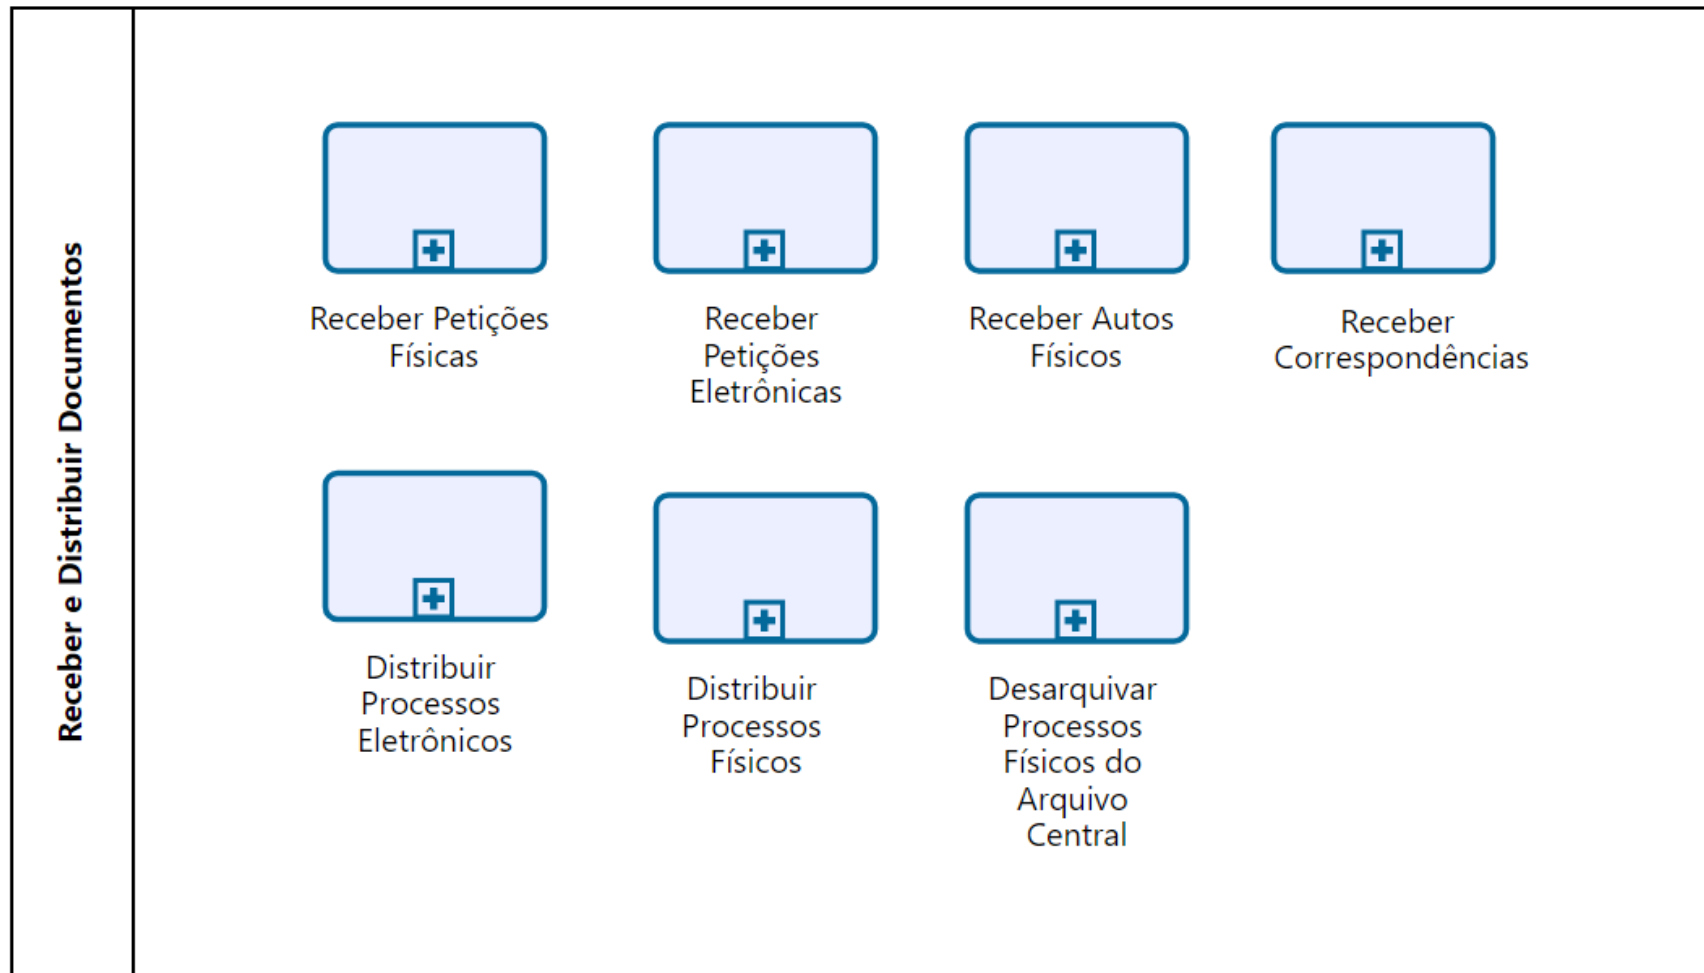 Receber e Distribuir Documentos
Receber Petições
Físicas
Receber
Petições
Eletrônicas
Receber Autos
Físicos
Receber
Correspondências
Distribuir
Processos
Eletrônicos
Distribuir
Processos
Físicos
Desarquivar
Processos
Físicos do
Arquivo
Central